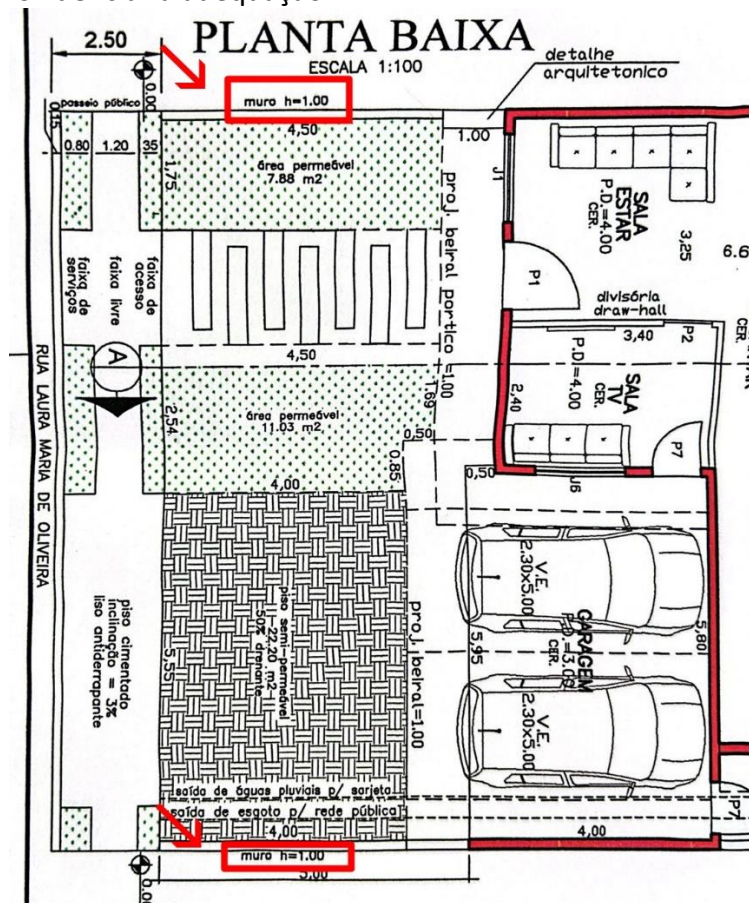 2.50
PLANTA BAIXA
ESCALA 1:100
detalhe
arquitetonico
0.00
passeio público
muro h=1.00
0.15
4,50
1.00
0.80
1.20
35
1,75
área permeável
7.88 m2
J1
SALA
ESTAR
P.D.=4.00
CER.
3,25
6.6
proj. beiral portico =1.00
P1
faixa de
serviços
faixa livre
faixa de
acesso
divisória
draw-hall
3,40
P2
4,50
A
P.D=4.00
SALA
TV
CER.
2,40
RUA LAURA MARIA DE OLIVEIRA
2,54
área permeável
11.03 m2
1,69
0,50
0,85
0,50
P7
J6
4,00
V.E.
2.30x5.00
piso cimentado
inclinação = 3%
liso antiderrapante
5,55
piso semi-permeável
22.20 m2
50% drenante
proj. beiral=1.00
5,95
GARAGEM
CER.
5,80
V.E.
2.30x5.00
saída de águas pluviais p/ sarjeta
saída de esgoto p/ rede pública
4,00
4,00
P7
muro h=1.00
5,00
0.00